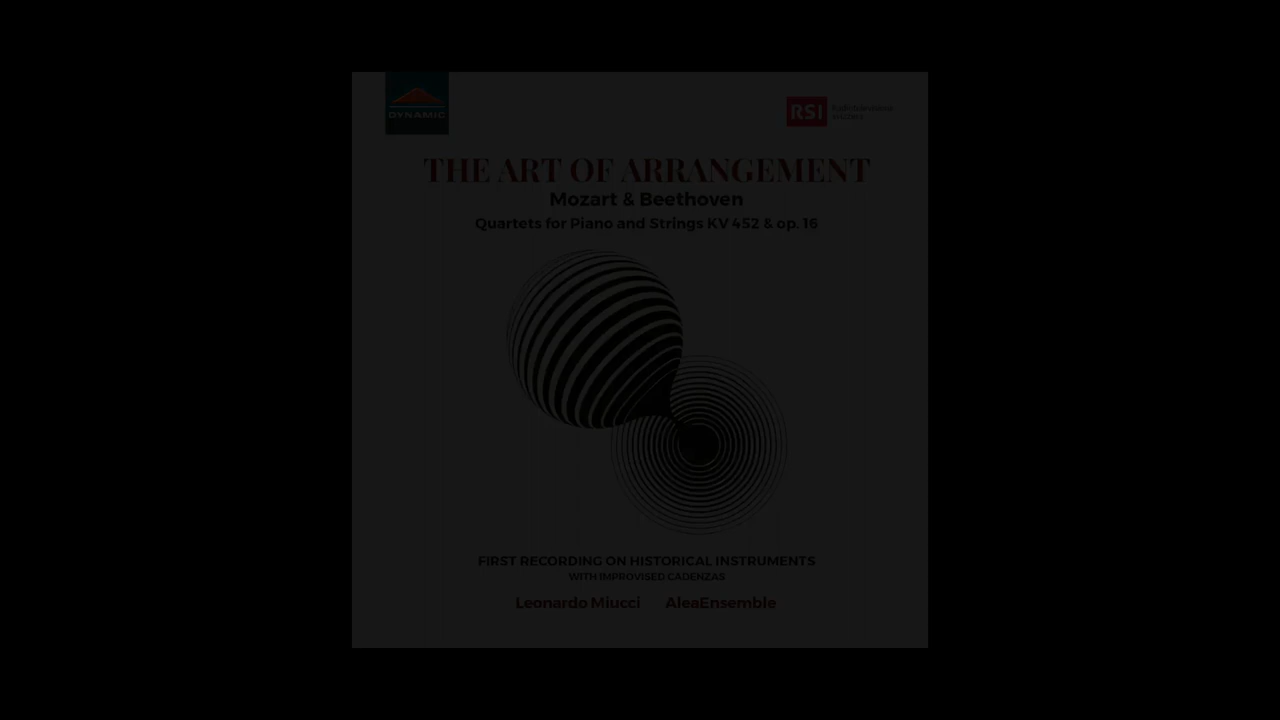 DYNAMIC
RSI
THE ART OF ARRANGEMENT
Mozart & Beethoven
Quartets for Piano and Strings KV 452 & op. 16
FIRST RECORDING ON HISTORICAL INSTRUMENTS
WITH IMPROVISED CADENZAS
Leonardo Miucci AleaEnsemble